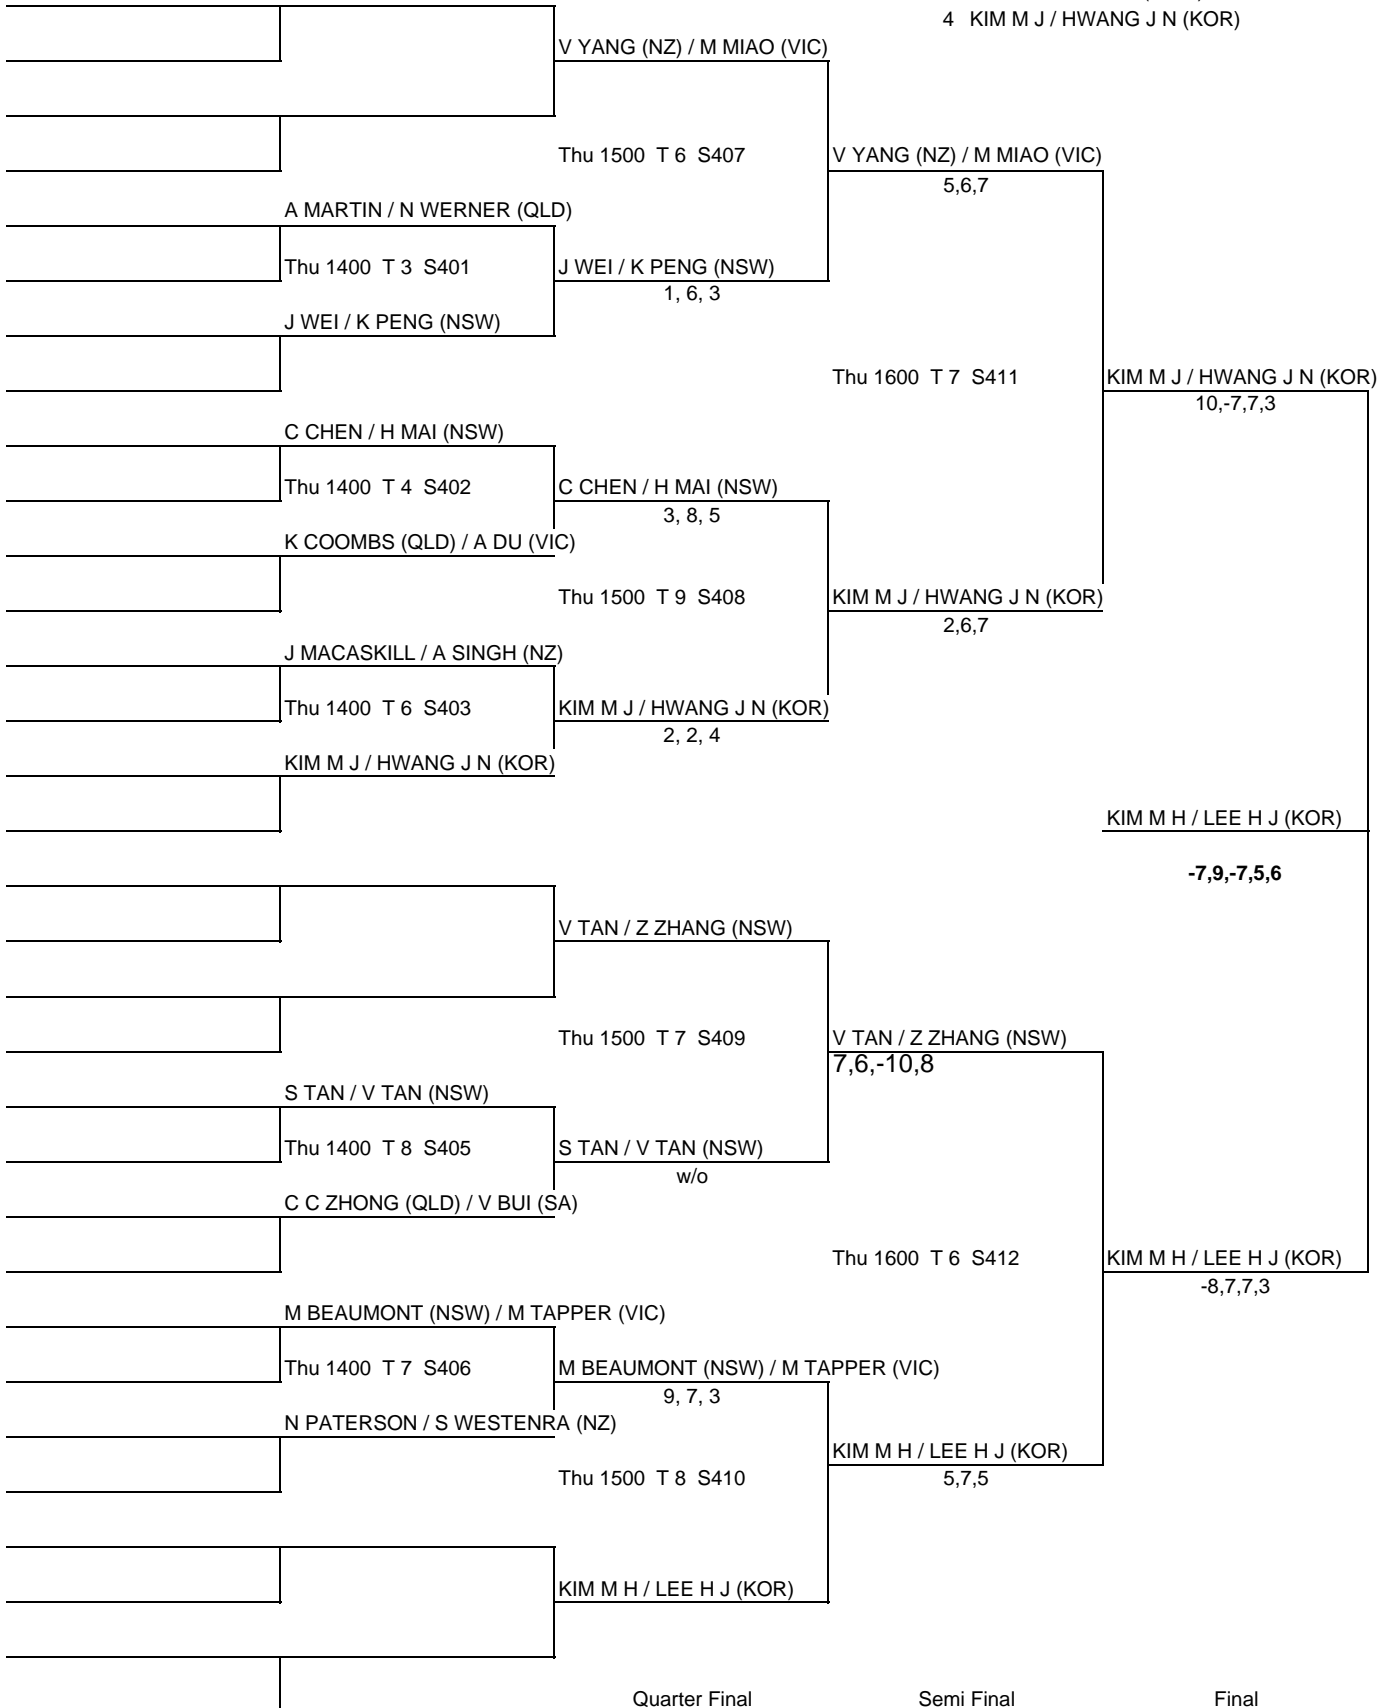 4 KIM M J / HWANG J N (KOR)
V YANG (NZ) / M MIAO (VIC)
Thu 1500 T 6 S407
V YANG (NZ) / M MIAO (VIC)
5,6,7
A MARTIN / N WERNER (QLD)
Thu 1400 T 3 S401
J WEI / K PENG (NSW)
1, 6, 3
J WEI / K PENG (NSW)
Thu 1600 T 7 S411
KIM M J / HWANG J N (KOR)
10,-7,7,3
C CHEN / H MAI (NSW)
Thu 1400 T 4 S402
C CHEN / H MAI (NSW)
3, 8, 5
K COOMBS (QLD) / A DU (VIC)
Thu 1500 T 9 S408
KIM M J / HWANG J N (KOR)
2,6,7
J MACASKILL / A SINGH (NZ)
Thu 1400 T 6 S403
KIM M J / HWANG J N (KOR)
2, 2, 4
KIM M J / HWANG J N (KOR)
KIM M H / LEE H J (KOR)
-7,9,-7,5,6
V TAN / Z ZHANG (NSW)
Thu 1500 T 7 S409
V TAN / Z ZHANG (NSW)
7,6,-10,8
S TAN / V TAN (NSW)
Thu 1400 T 8 S405
S TAN / V TAN (NSW)
w/o
C C ZHONG (QLD) / V BUI (SA)
Thu 1600 T 6 S412
KIM M H / LEE H J (KOR)
-8,7,7,3
M BEAUMONT (NSW) / M TAPPER (VIC)
Thu 1400 T 7 S406
M BEAUMONT (NSW) / M TAPPER (VIC)
9, 7, 3
N PATERSON / S WESTENRA (NZ)
KIM M H / LEE H J (KOR)
5,7,5
Thu 1500 T 8 S410
KIM M H / LEE H J (KOR)
Quarter Final
Semi Final
Final